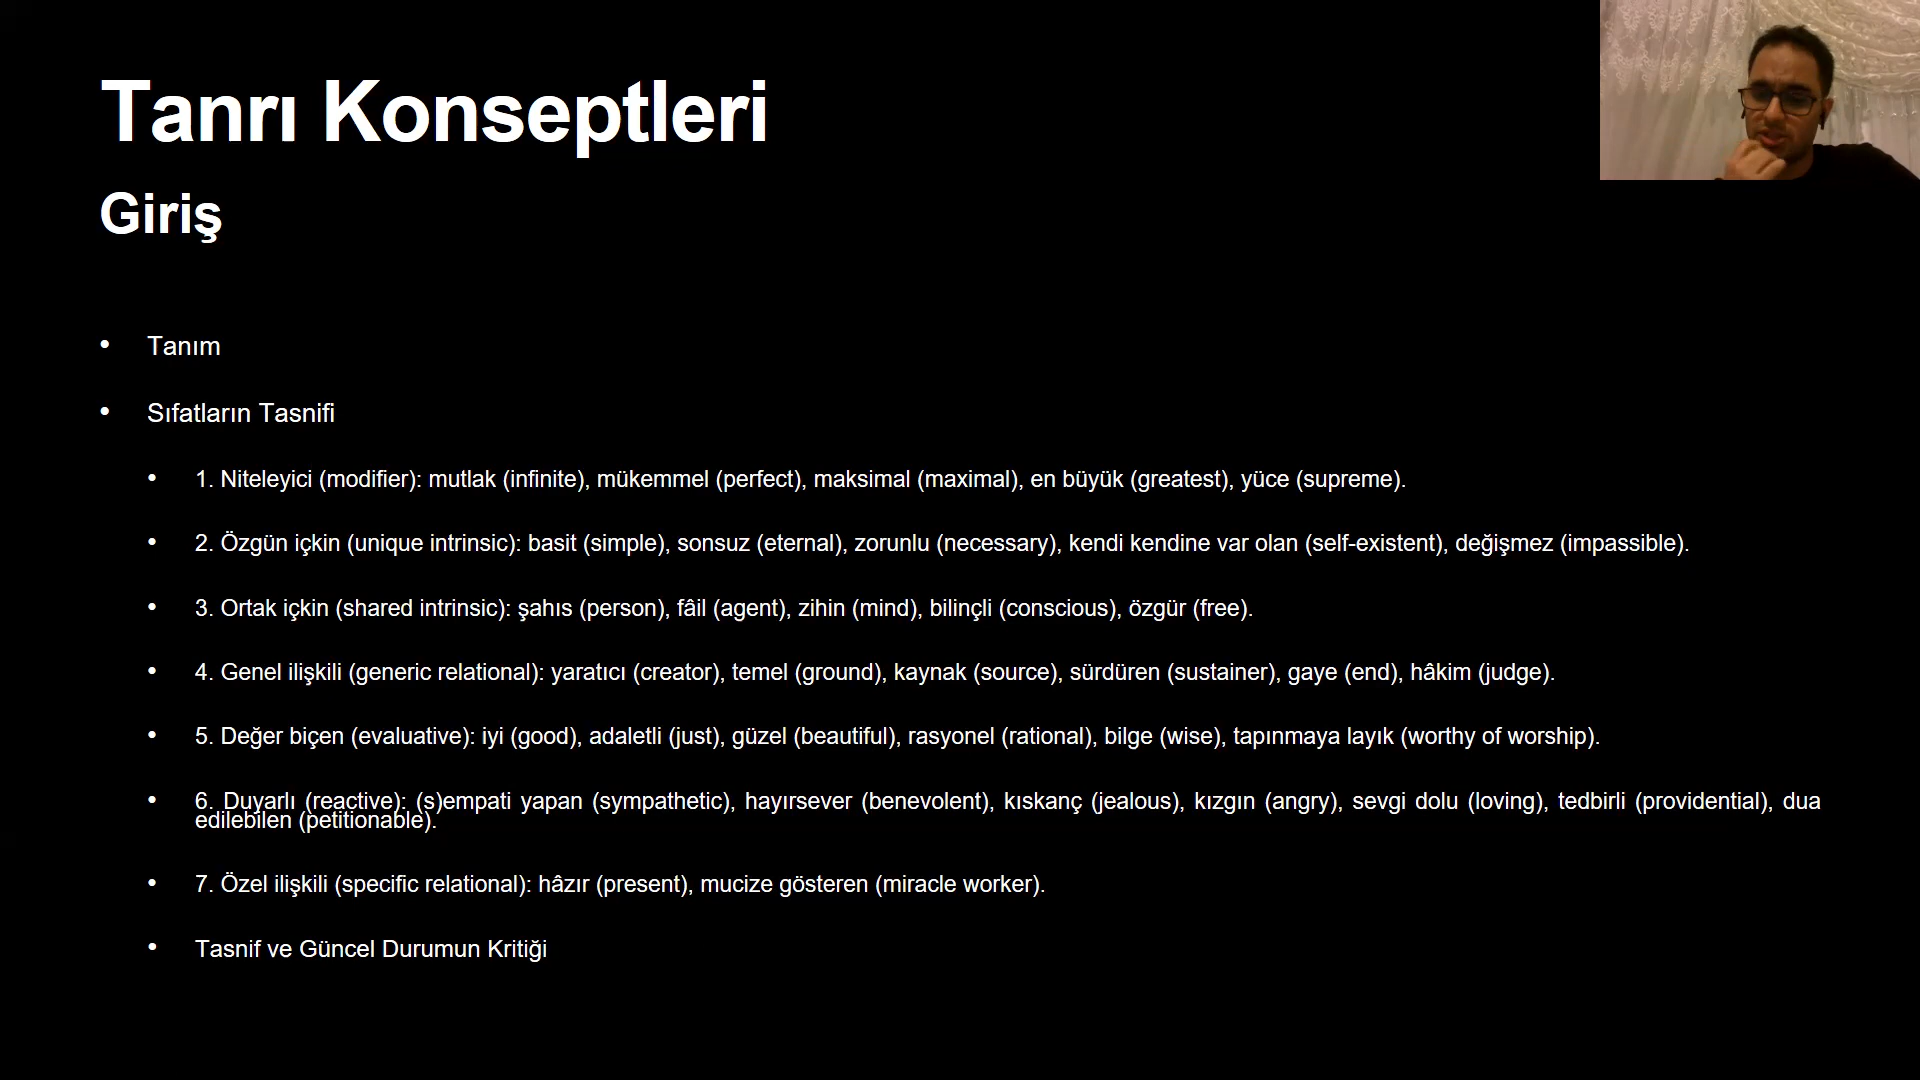 Tanrı Konseptleri
Giriş
• Tanım
• Sıfatların Tasnifi
• 1. Niteleyici (modifier): mutlak (infinite), mükemmel (perfect), maksimal (maximal), en büyük (greatest), yüce (supreme).
• 2. Özgün içkin (unique intrinsic): basit (simple), sonsuz (eternal), zorunlu (necessary), kendi kendine var olan (self-existent), değişmez (impassible).
• 3. Ortak içkin (shared intrinsic): şahıs (person), fâil (agent), zihin (mind), bilinçli (conscious), özgür (free).
• 4. Genel ilişkili (generic relational): yaratıcı (creator), temel (ground), kaynak (source), sürdüren (sustainer), gaye (end), hâkim (judge).
• 5. Değer biçen (evaluative): iyi (good), adaletli (just), güzel (beautiful), rasyonel (rational), bilge (wise), tapınmaya layık (worthy of worship).
• 6. Duyarlı (reactive): (s)empati yapan (sympathetic), hayırsever (benevolent), kıskanç (jealous), kızgın (angry), sevgi dolu (loving), tedbirli (providential), dua
edilebilen (petitionable).
• 7. Özel ilişkili (specific relational): hâzır (present), mucize gösteren (miracle worker).
• Tasnif ve Güncel Durumun Kritiği